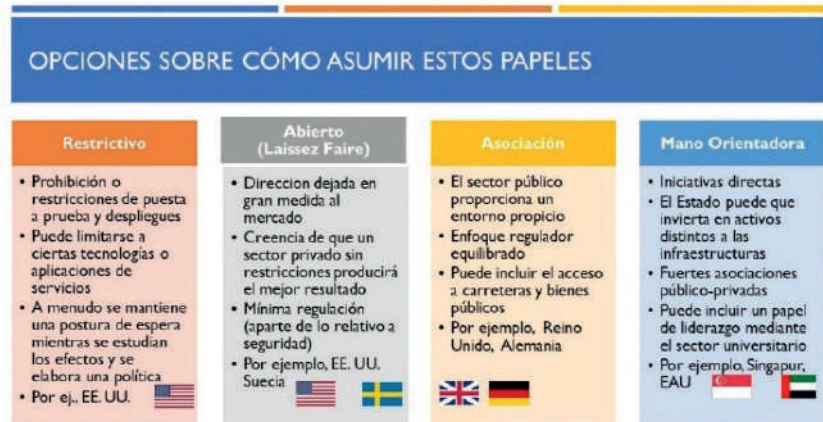 OPCIONES SOBRE CÓMO ASUMIR ESTOS PAPELES
Restrictivo
• Prohibición o
restricciones de puesta
a prueba y despliegues
• Puede limitarse a
ciertas tecnologías o
aplicaciones de
servicios
• A menudo se mantiene
una postura de espera
mientras se estudian
los efectos y se
elabora una política
• Por ej., EE. UU.
Abierto
(Laissez Faire)
• Direccion dejada en
gran medida al
mercado
• Creencia de que un
sector privado sin
restricciones producirá
el mejor resultado
• Mínima regulación
(aparte de lo relativo a
seguridad)
• Por ejemplo, EE. UU.
Suecia
Asociación
• El sector público
proporciona un
entorno propicio
• Enfoque regulador
equilibrado
• Puede incluir el acceso
a carreteras y bienes
públicos
• Por ejemplo, Reino
Unido, Alemania
Mano Orientadora
• Iniciativas directas
• El Estado puede que
invierta en activos
distintos a las
infraestructuras
• Fuertes asociaciones
público-privadas
• Puede incluir un papel
de liderazgo mediante
el sector universitario
• Por ejemplo, Singapur,
EAU